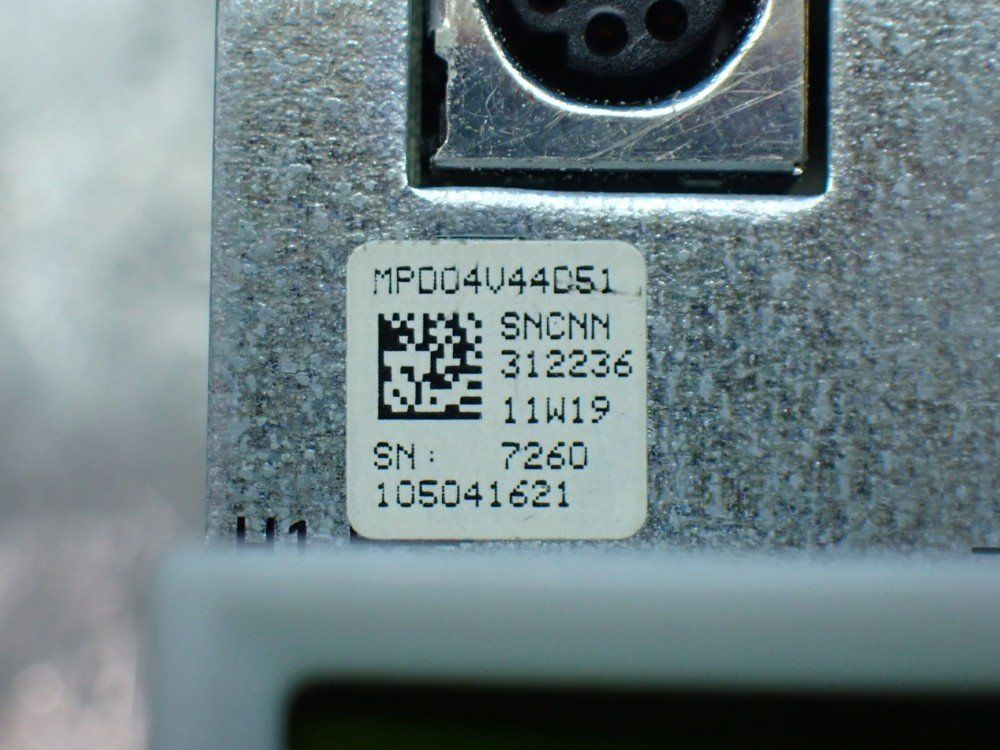 MPD04V44D51
SNCNN
312236
11W19
SN: 7260
105041621